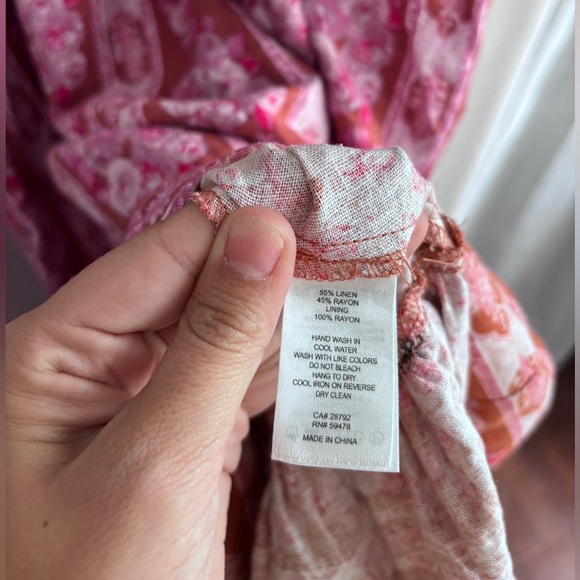 55% LINEN
45% RAYON
LINING
100% RAYON
HAND WASH IN
COOL WATER
WASH WITH LIKE COLORS
DO NOT BLEACH
HANG TO DRY
COOL IRON ON REVERSE
DRY CLEAN
CA# 28792
RN# 59478
MADE IN CHINA